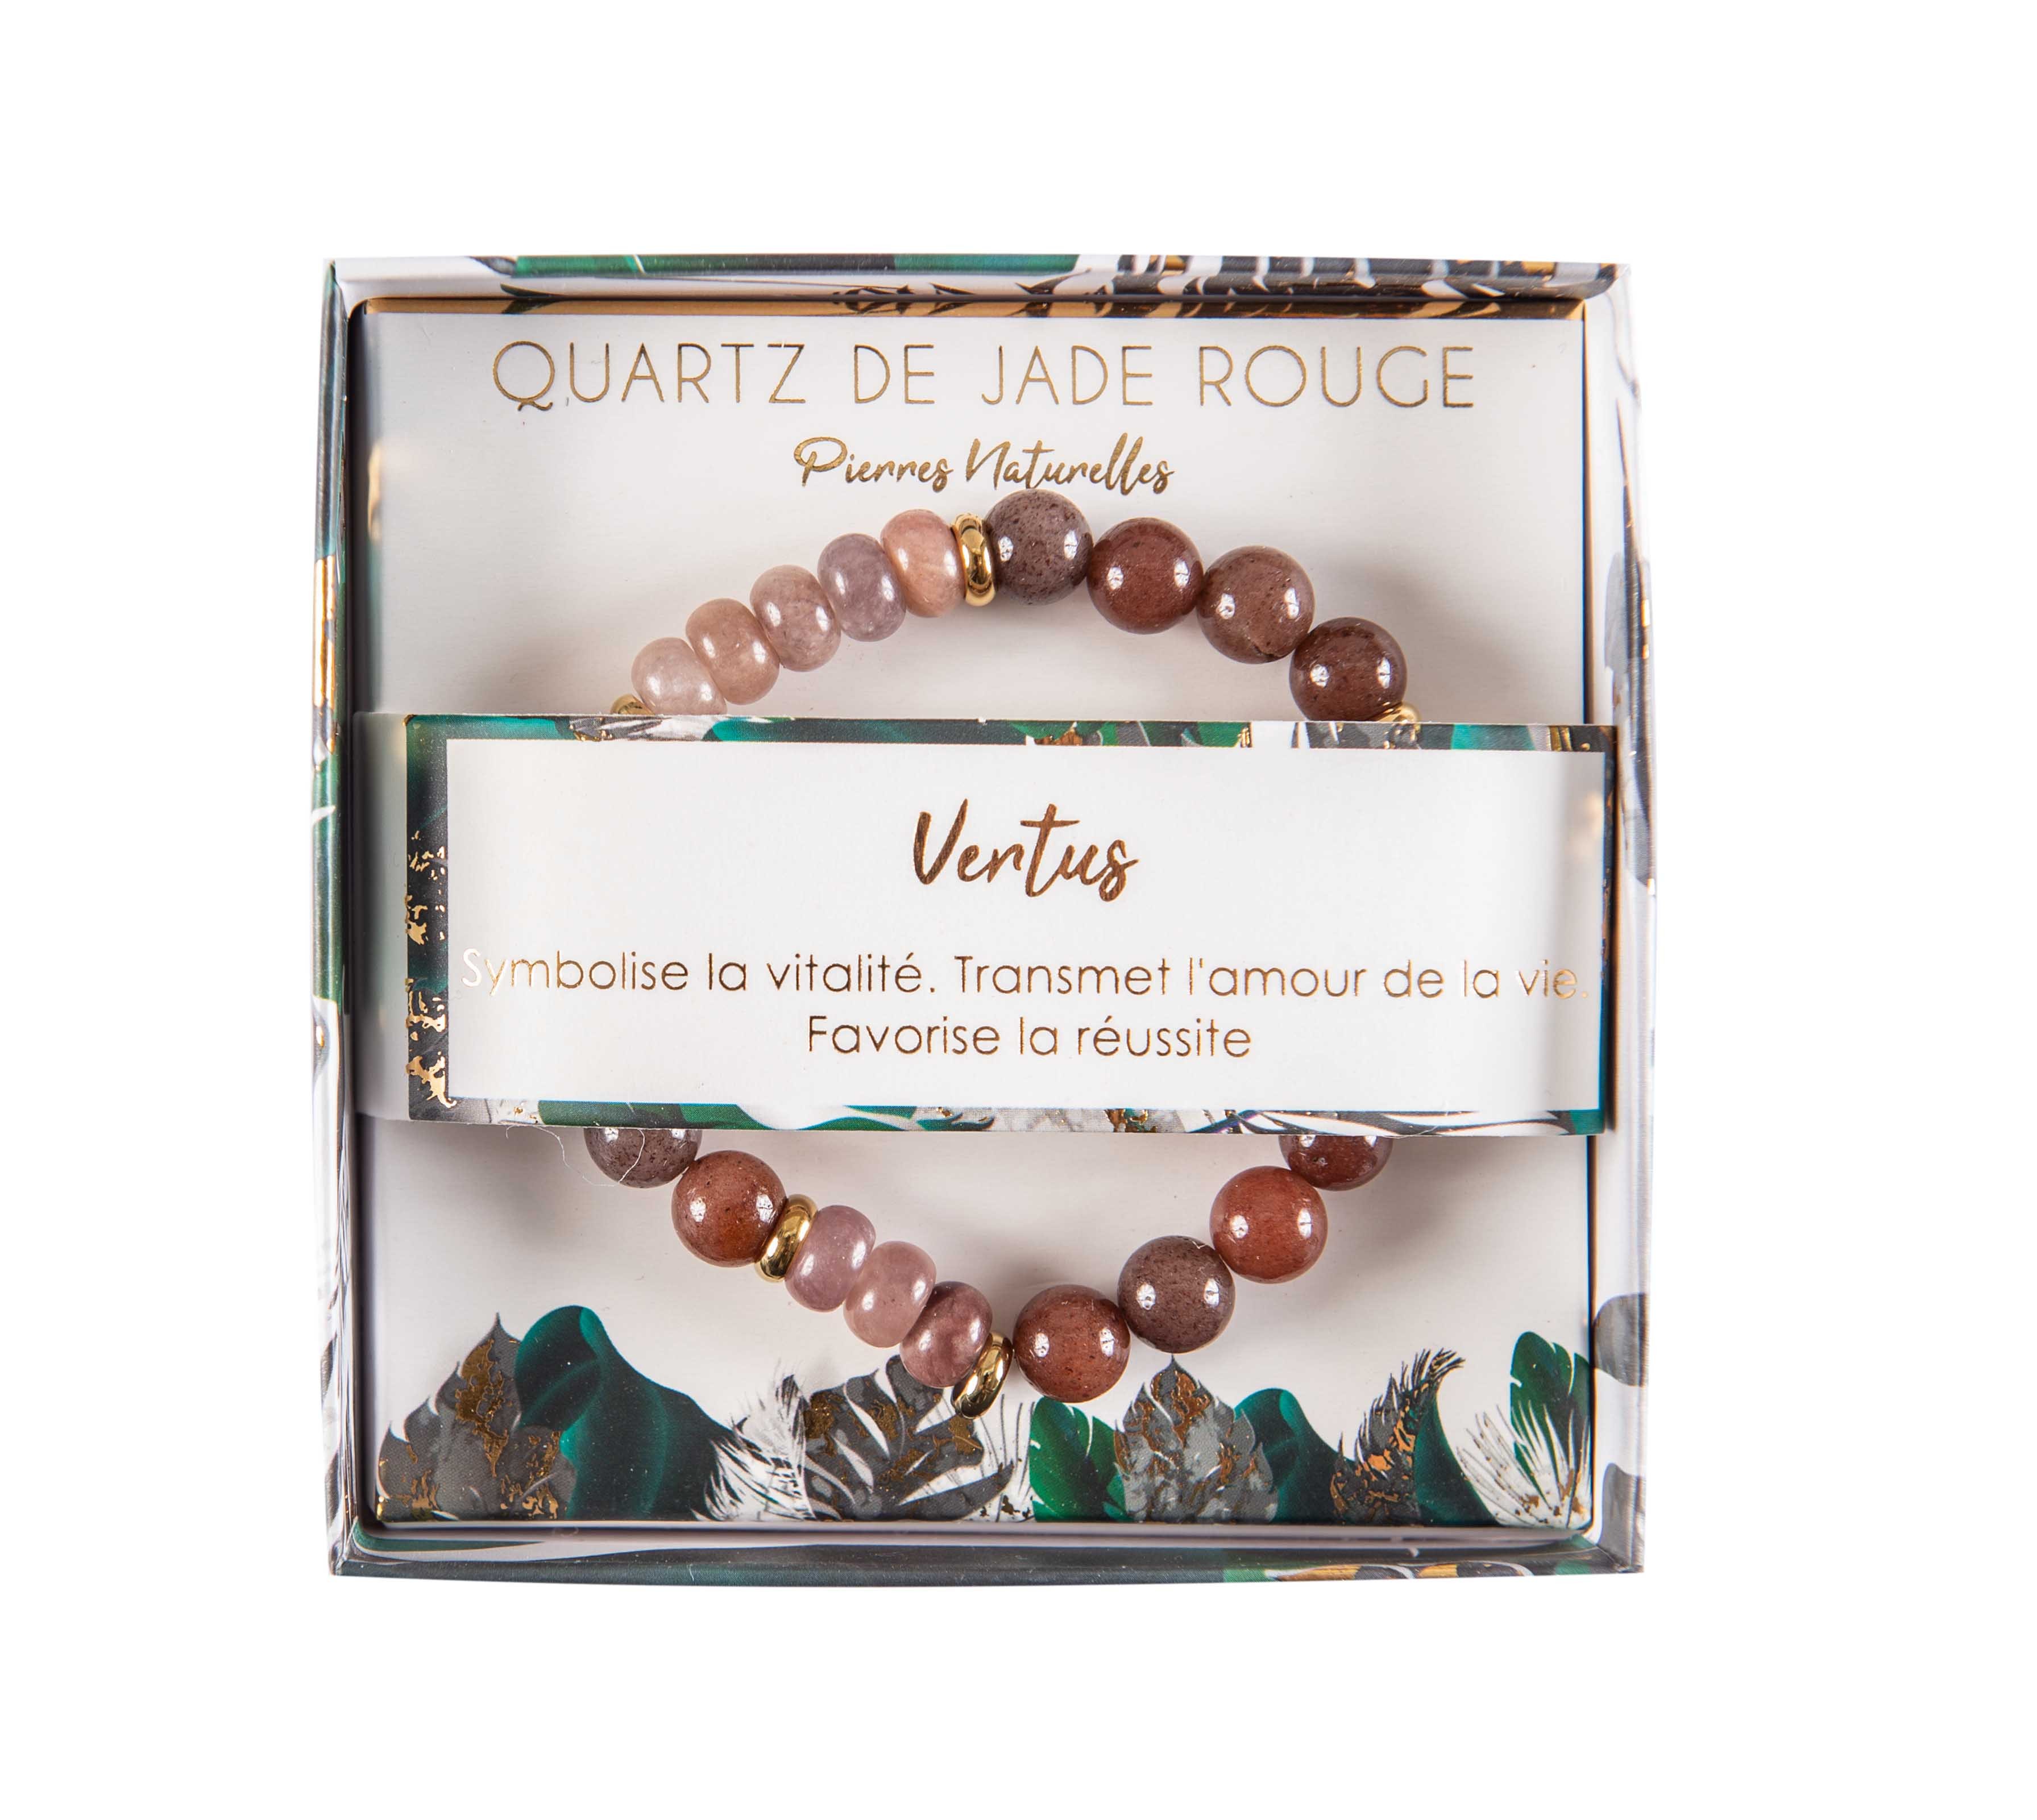 QUARTZ DE JADE ROUGE
Pierres Naturelles
Vertus
Symbolise la vitalité. Transmet l'amour de la vie.
Favorise la réussite